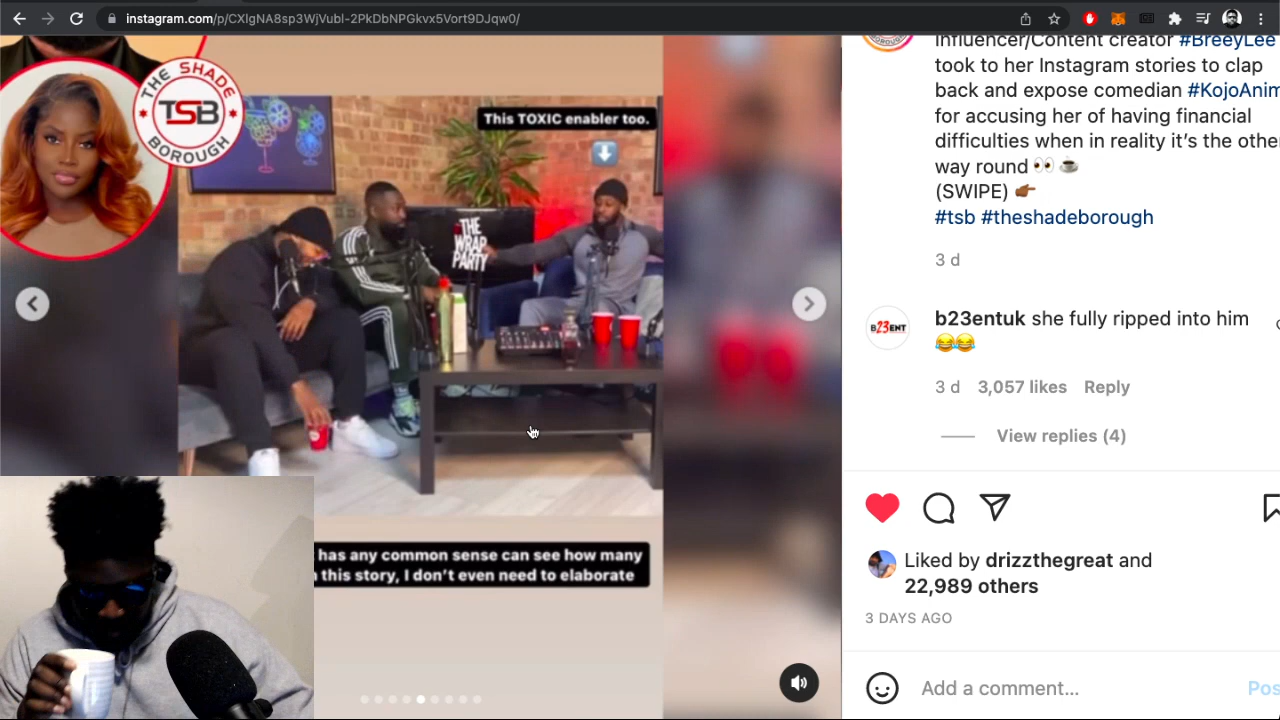 instagram.com/p/CXIgNA8sp3WjVubl-2PkDbNPGkvx5Vort9DJqw0/
THE SHADE
TSB
BOROUGH
This TOXIC enabler too.
THE
WRAP
PARTY
has any common sense can see how many
this story, I don't even need to elaborate
Influencer/Content creator #BreeyLee
took to her Instagram stories to clap
back and expose comedian #KojoAnim
for accusing her of having financial
difficulties when in reality it's the othe
way round 👀 ☕
(SWIPE) 👉🏾
#tsb #theshadeborough
3 d
B23ENT
b23entuk she fully ripped into him
😂😂
3 d 3,057 likes Reply
View replies (4)
Liked by drizzthegreat and
22,989 others
3 DAYS AGO
Add a comment...
Pos